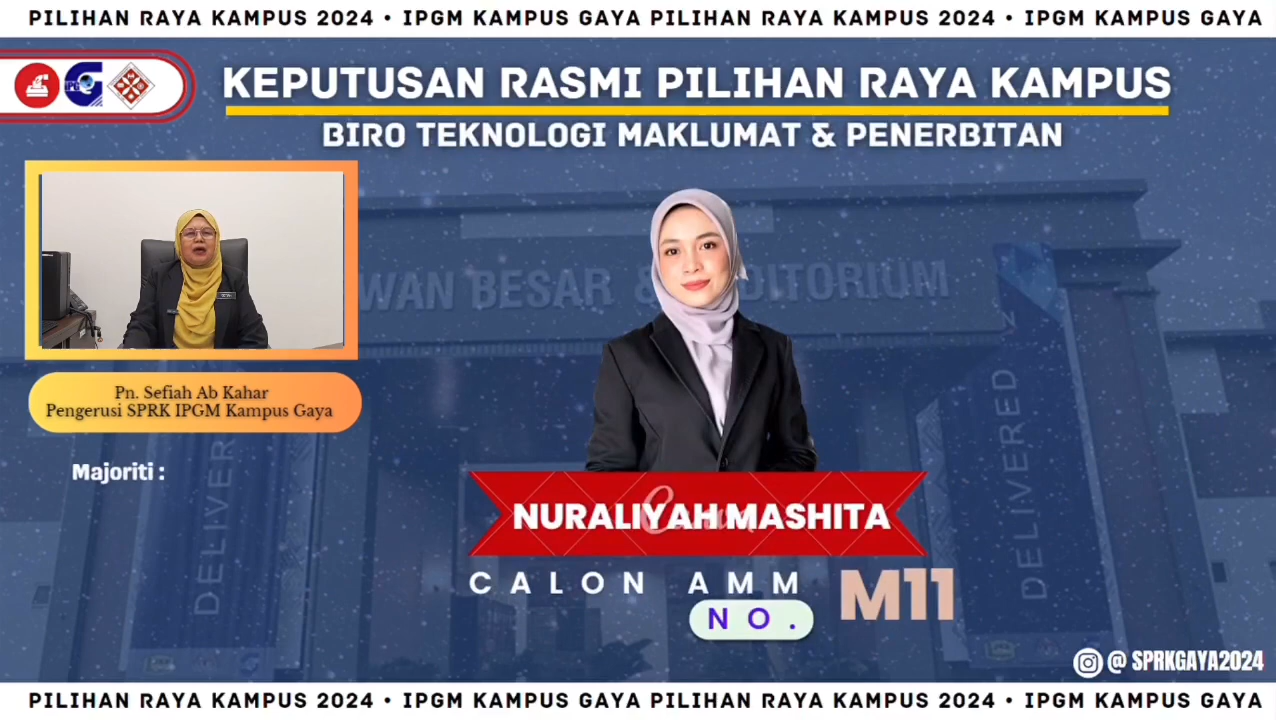 PILIHAN RAYA KAMPUS 2024 • IPGM KAMPUS GAYA PILIHAN RAYA KAMPUS 2024 • IPGM KAMPUS GAYA
KEPUTUSAN RASMI PILIHAN RAYA KAMPUS
BIRO TEKNOLOGI MAKLUMAT & PENERBITAN
WAN BESAR & AUDITORIUM
Pn. Sefiah Ab Kahar
Pengerusi SPRK IPGM Kampus Gaya
Majoriti :
DELIVERED
DELIVERED
NURALIYAH MASHITA
Canva
CALON AMM
NO.
M11
@ SPRKGAYA2024
PILIHAN RAYA KAMPUS 2024 • IPGM KAMPUS GAYA PILIHAN RAYA KAMPUS 2024 • IPGM KAMPUS GAYA